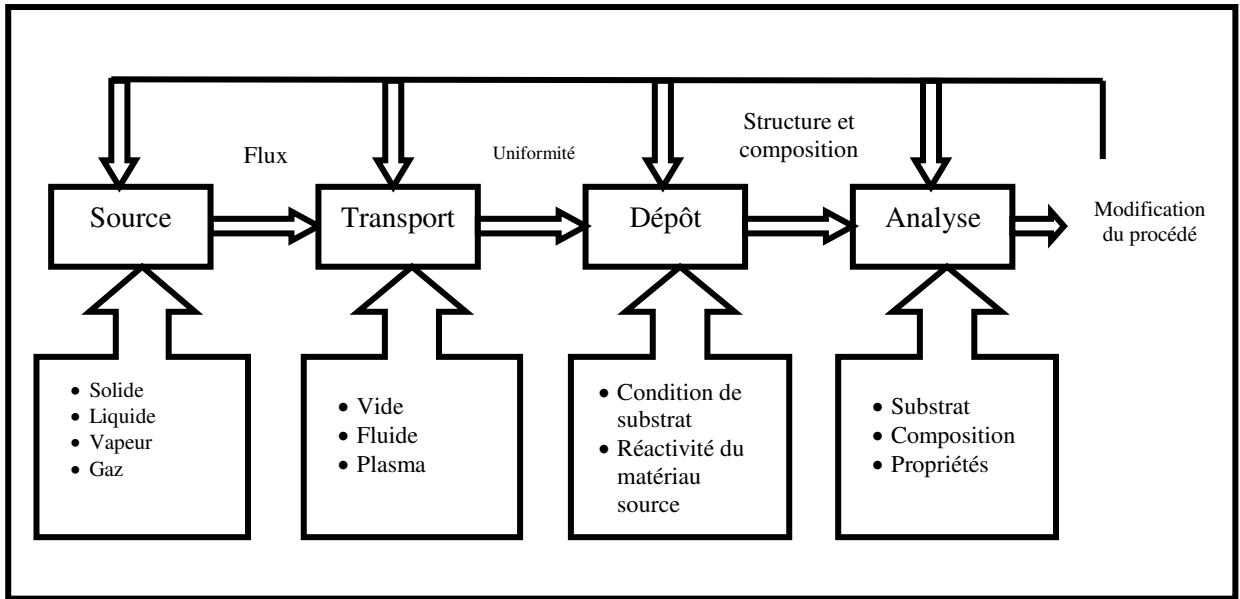 Structure et
composition
Flux
Uniformité
Source
Transport
Dépôt
Analyse
Modification
du procédé
• Solide
• Liquide
• Vapeur
• Gaz
• Vide
• Fluide
• Plasma
• Condition de
substrat
• Réactivité du
matériau
source
• Substrat
• Composition
• Propriétés